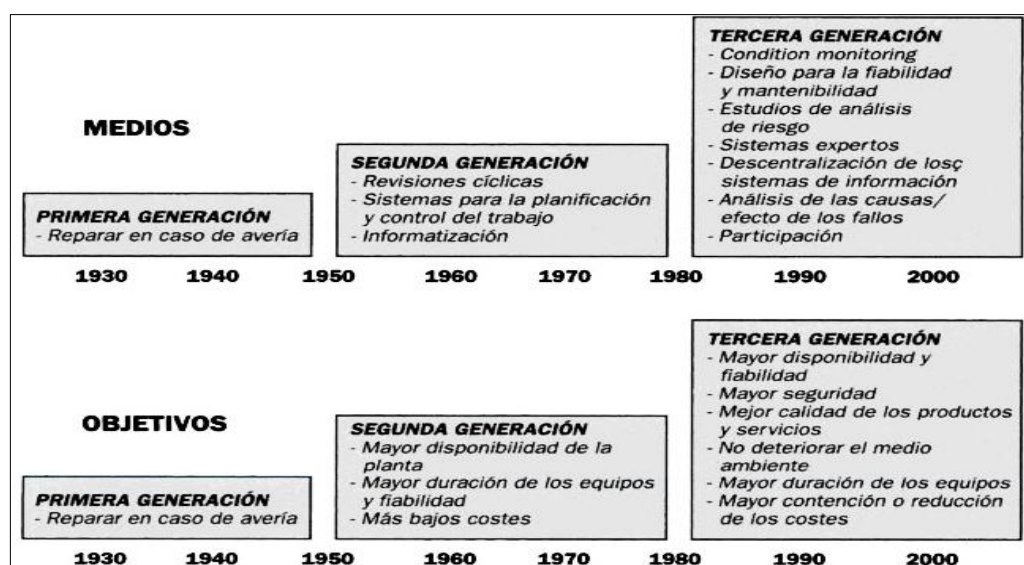 MEDIOS
PRIMERA GENERACIÓN
- Reparar en caso de avería
SEGUNDA GENERACIÓN
- Revisiones cíclicas
- Sistemas para la planificación
y control del trabajo
- Informatización
TERCERA GENERACIÓN
- Condition monitoring
- Diseño para la fiabilidad
y mantenibilidad
- Estudios de análisis
de riesgo
- Sistemas expertos
- Descentralización de losç
sistemas de información
- Análisis de las causas/
efecto de los fallos
- Participación
1930 1940 1950 1960 1970 1980 1990 2000
OBJETIVOS
PRIMERA GENERACIÓN
- Reparar en caso de avería
SEGUNDA GENERACIÓN
- Mayor disponibilidad de la
planta
- Mayor duración de los equipos
y fiabilidad
- Más bajos costes
TERCERA GENERACIÓN
- Mayor disponibilidad y
fiabilidad
- Mayor seguridad
- Mejor calidad de los productos
y servicios
- No deteriorar el medio
ambiente
- Mayor duración de los equipos
- Mayor contención o reducción
de los costes
1930 1940 1950 1960 1970 1980 1990 2000